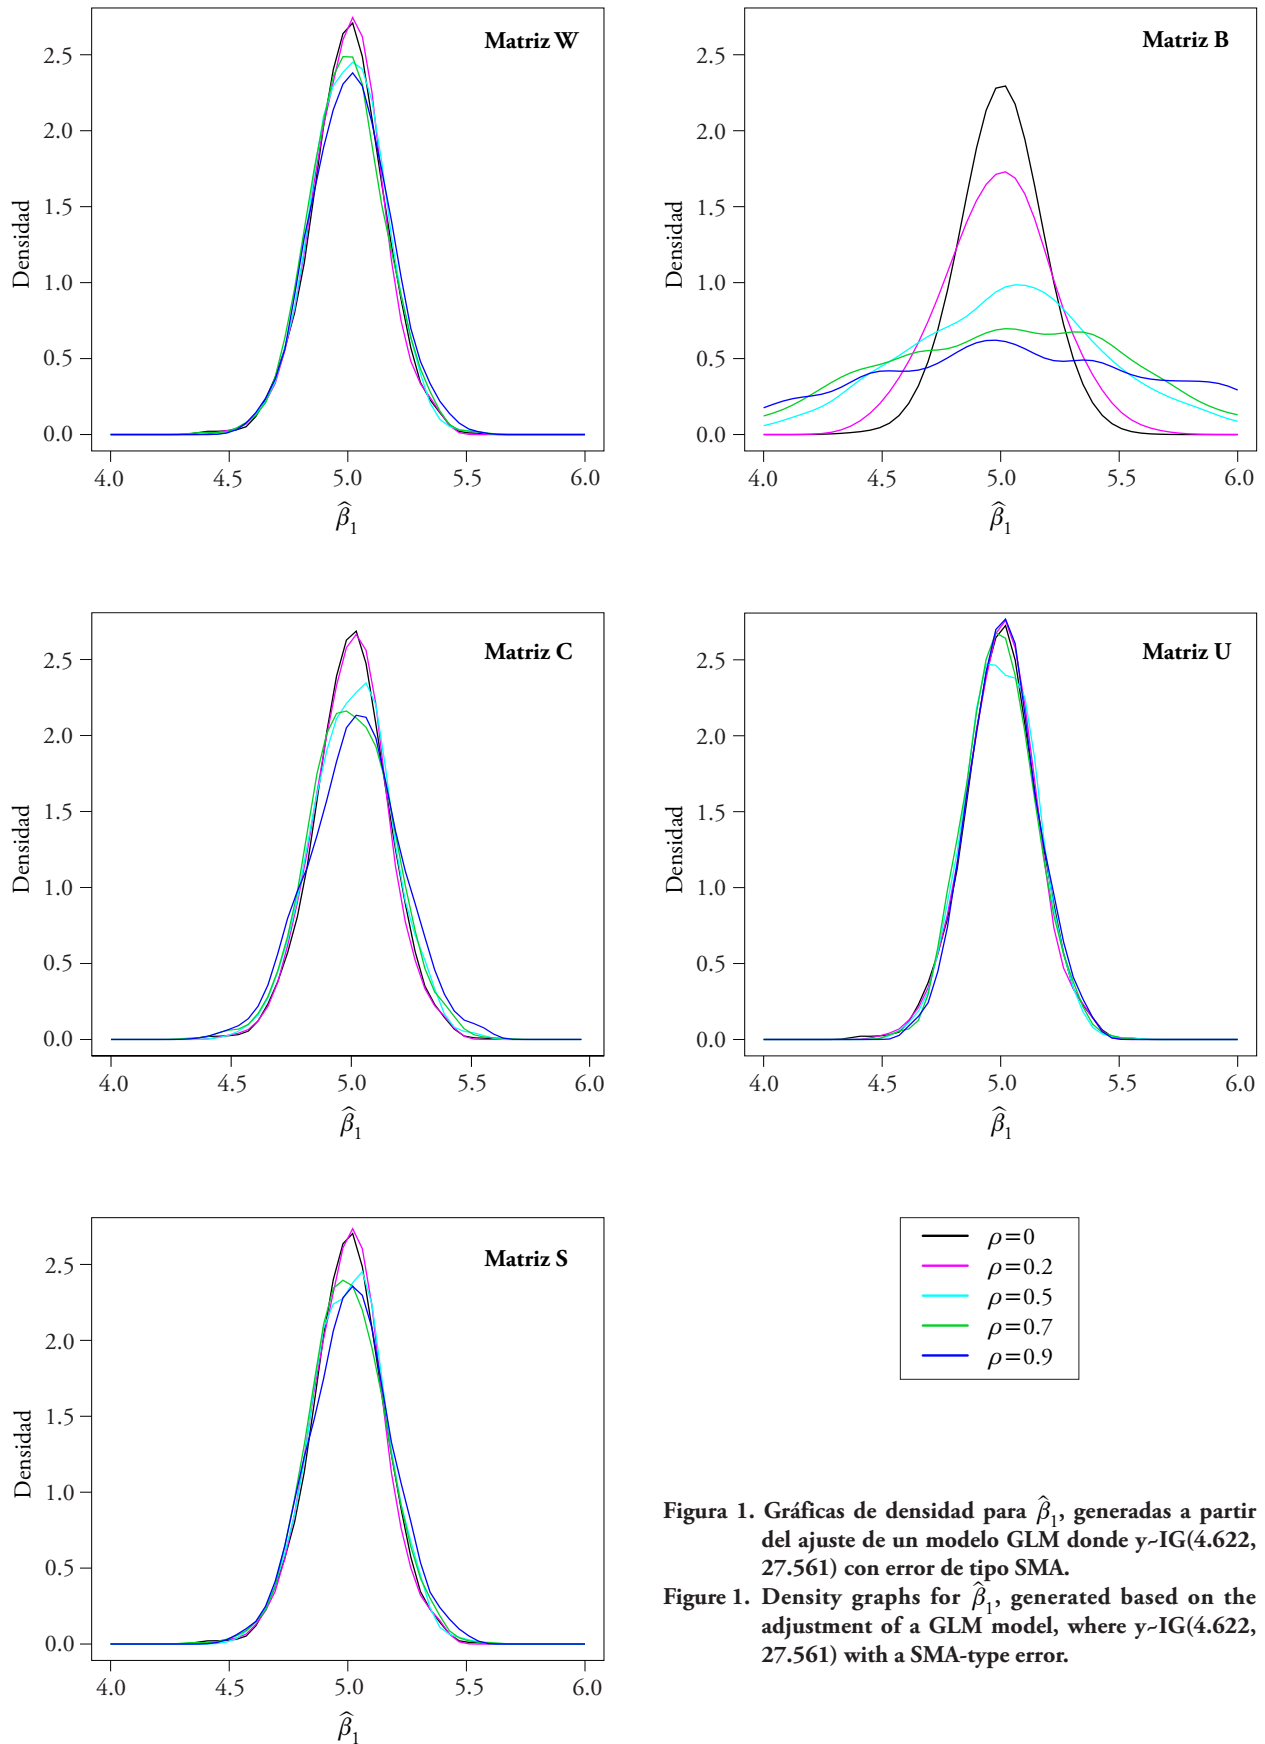 Matriz W
Densidad
2.5
2.0
1.5
1.0
0.5
0.0
4.0 4.5 5.0 5.5 6.0
β̂₁
Matriz B
Densidad
2.5
2.0
1.5
1.0
0.5
0.0
4.0 4.5 5.0 5.5 6.0
β̂₁
Matriz C
Densidad
2.5
2.0
1.5
1.0
0.5
0.0
4.0 4.5 5.0 5.5 6.0
β̂₁
Matriz U
Densidad
2.5
2.0
1.5
1.0
0.5
0.0
4.0 4.5 5.0 5.5 6.0
β̂₁
Matriz S
Densidad
2.5
2.0
1.5
1.0
0.5
0.0
4.0 4.5 5.0 5.5 6.0
β̂₁
ρ=0
ρ=0.2
ρ=0.5
ρ=0.7
ρ=0.9
Figura 1. Gráficas de densidad para β̂₁, generadas a partir
del ajuste de un modelo GLM donde y~IG(4.622,
27.561) con error de tipo SMA.
Figure 1. Density graphs for β̂₁, generated based on the
adjustment of a GLM model, where y~IG(4.622,
27.561) with a SMA-type error.